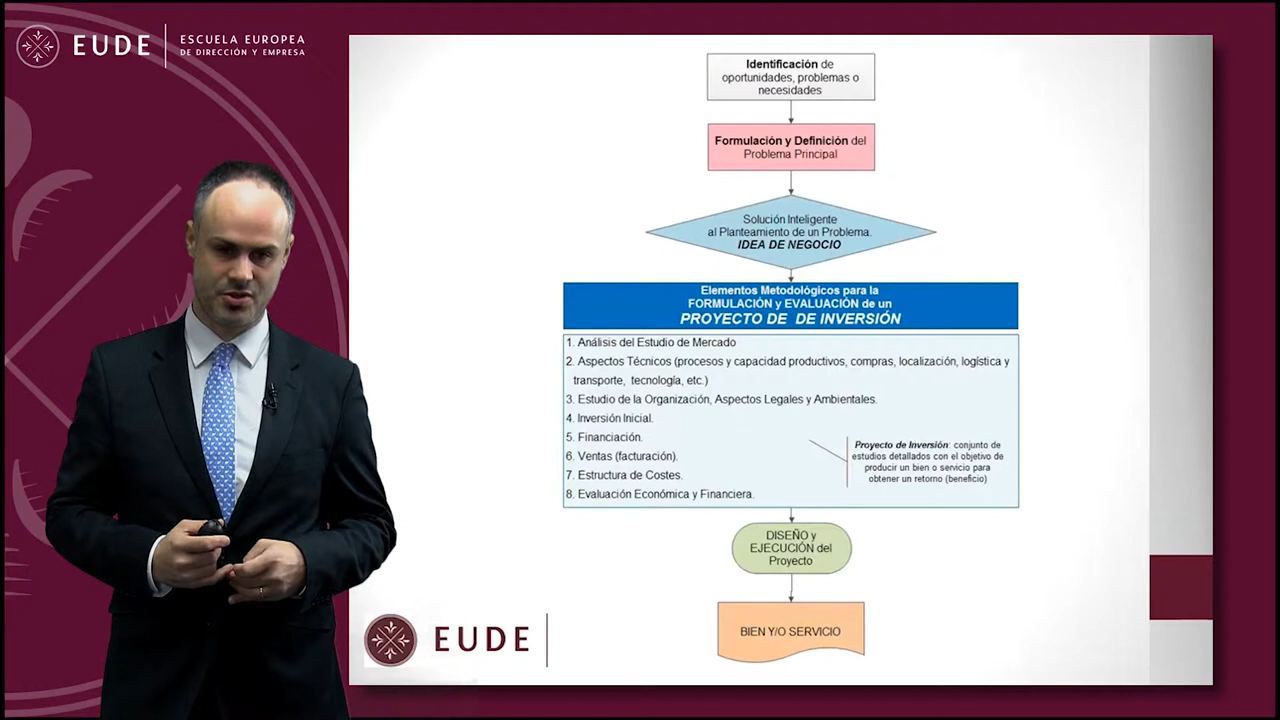 EUDE
ESCUELA EUROPEA
DE DIRECCIÓN Y EMPRESA
Identificación de
oportunidades, problemas o
necesidades
Formulación y Definición del
Problema Principal
Solución Inteligente
al Planteamiento de un Problema.
IDEA DE NEGOCIO
Elementos Metodológicos para la
FORMULACIÓN y EVALUACIÓN de un
PROYECTO DE DE INVERSIÓN
1. Análisis del Estudio de Mercado
2. Aspectos Técnicos (procesos y capacidad productivos, compras, localización, logística y
transporte, tecnología, etc.)
3. Estudio de la Organización, Aspectos Legales y Ambientales.
4. Inversión Inicial.
5. Financiación.
6. Ventas (facturación).
7. Estructura de Costes.
8. Evaluación Económica y Financiera.
Proyecto de Inversión: conjunto de
estudios detallados con el objetivo de
producir un bien o servicio para
obtener un retorno (beneficio)
DISEÑO y
EJECUCIÓN del
Proyecto
BIEN Y/O SERVICIO
EUDE